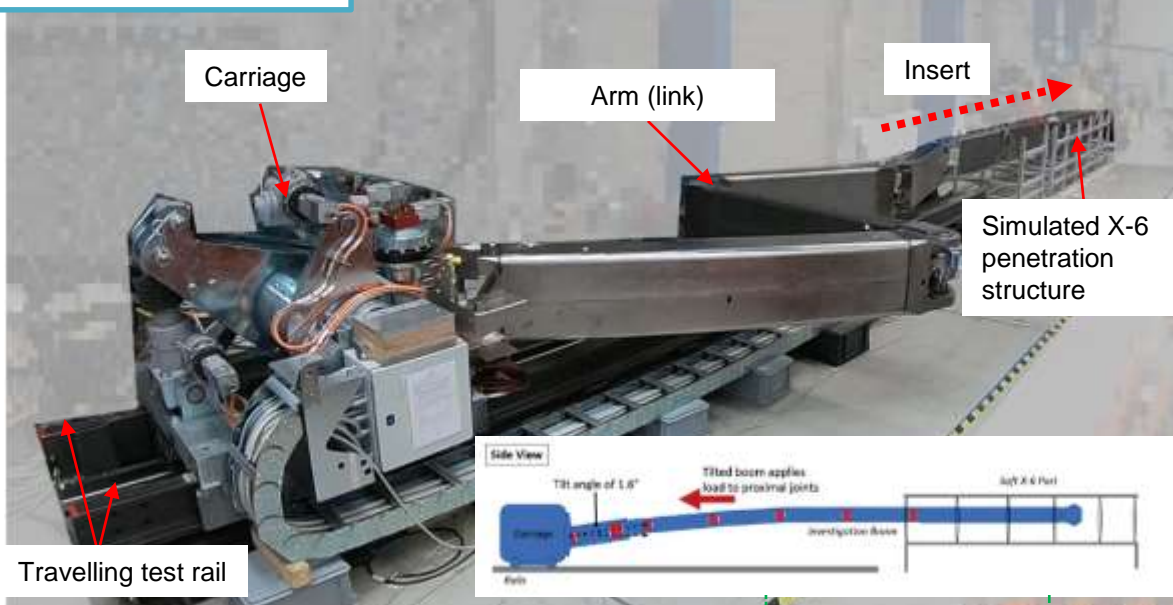 Carriage
Arm (link)
Insert
Simulated X-6
penetration
structure
Travelling test rail
Side View
Tilt angle of 1.6°
Tilted boom applies
load to proximal joints
Soft X-6 Port
Carriage
Investigation Boom
Rails